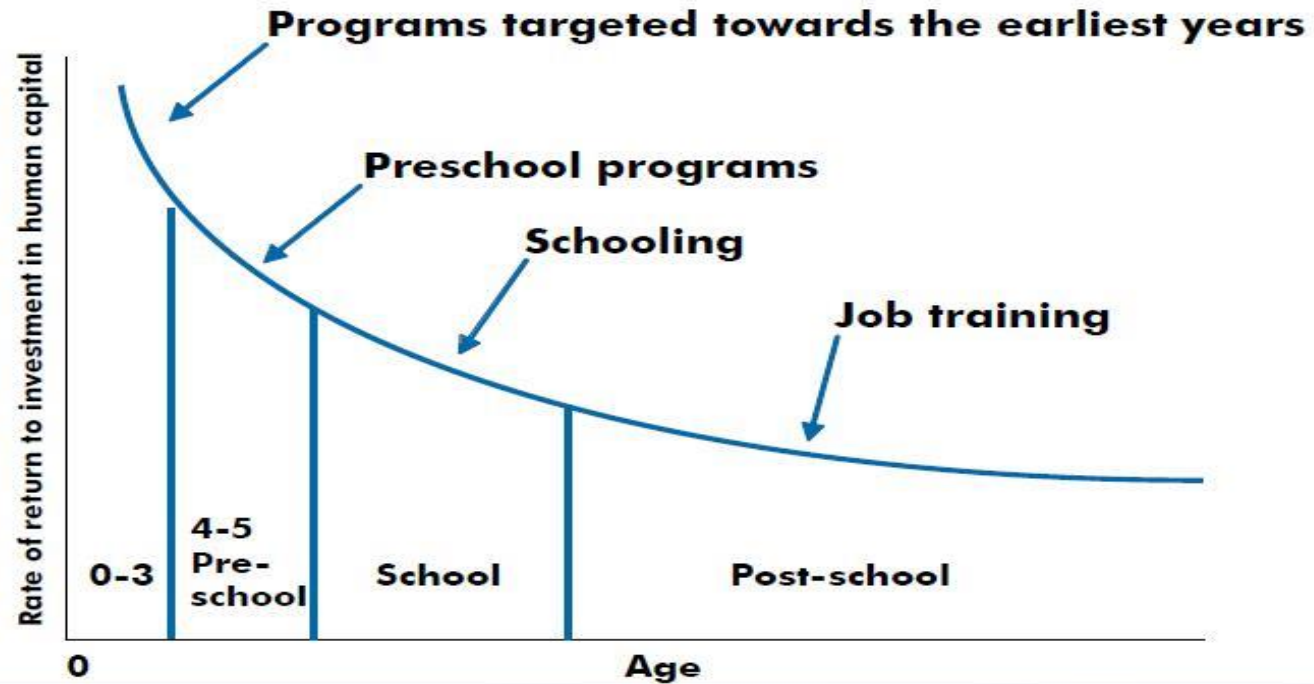 Programs targeted towards the earliest years
Rate of return to investment in human capital
Preschool programs
Schooling
Job training
0-3
4-5
Pre-
school
School
Post-school
0
Age